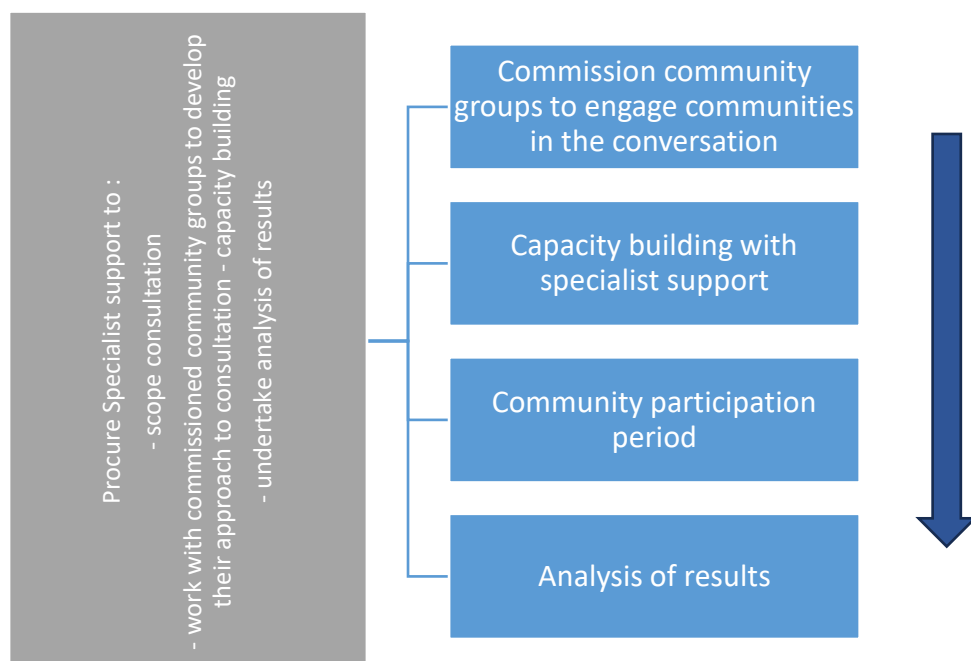 Procure Specialist support to :
- scope consultation
- work with commissioned community groups to develop
their approach to consultation - capacity building
- undertake analysis of results
Commission community
groups to engage communities
in the conversation
Capacity building with
specialist support
Community participation
period
Analysis of results